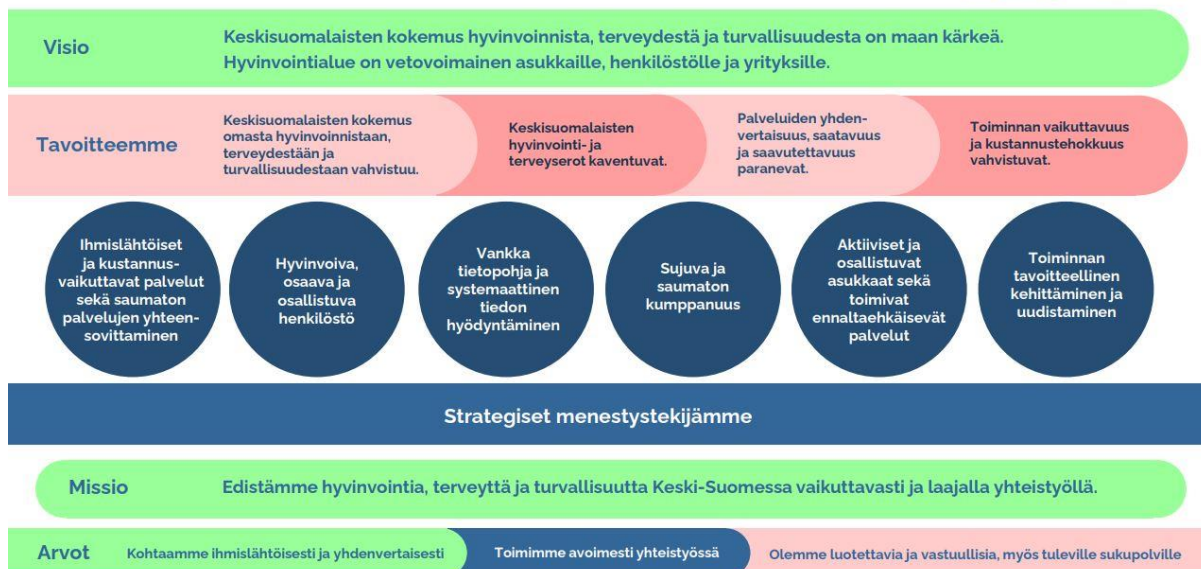 Visio
Keskisuomalaisten kokemus hyvinvoinnista, terveydestä ja turvallisuudesta on maan kärkeä.
Hyvinvointialue on vetovoimainen asukkaille, henkilöstölle ja yrityksille.
Tavoitteemme
Keskisuomalaisten kokemus
omasta hyvinvoinnistaan,
terveydestään ja
turvallisuudestaan vahvistuu.
Keskisuomalaisten
hyvinvointi- ja
terveyserot kaventuvat.
Palveluiden yhden-
vertaisuus, saatavuus
ja saavutettavuus
paranevat.
Toiminnan vaikuttavuus
ja kustannustehokkuus
vahvistuvat.
Ihmislähtöiset
ja kustannus-
vaikuttavat palvelut
sekä saumaton
palvelujen yhteen-
sovittaminen
Hyvinvoiva,
osaava ja
osallistuva
henkilöstö
Vankka
tietopohja ja
systemaattinen
tiedon
hyödyntäminen
Sujuva ja
saumaton
kumppanuus
Aktiiviset ja
osallistuvat
asukkaat sekä
toimivat
ennaltaehkäisevät
palvelut
Toiminnan
tavoitteellinen
kehittäminen ja
uudistaminen
Strategiset menestystekijämme
Missio
Edistämme hyvinvointia, terveyttä ja turvallisuutta Keski-Suomessa vaikuttavasti ja laajalla yhteistyöllä.
Arvot
Kohtaamme ihmislähtöisesti ja yhdenvertaisesti
Toimimme avoimesti yhteistyössä
Olemme luotettavia ja vastuullisia, myös tuleville sukupolville